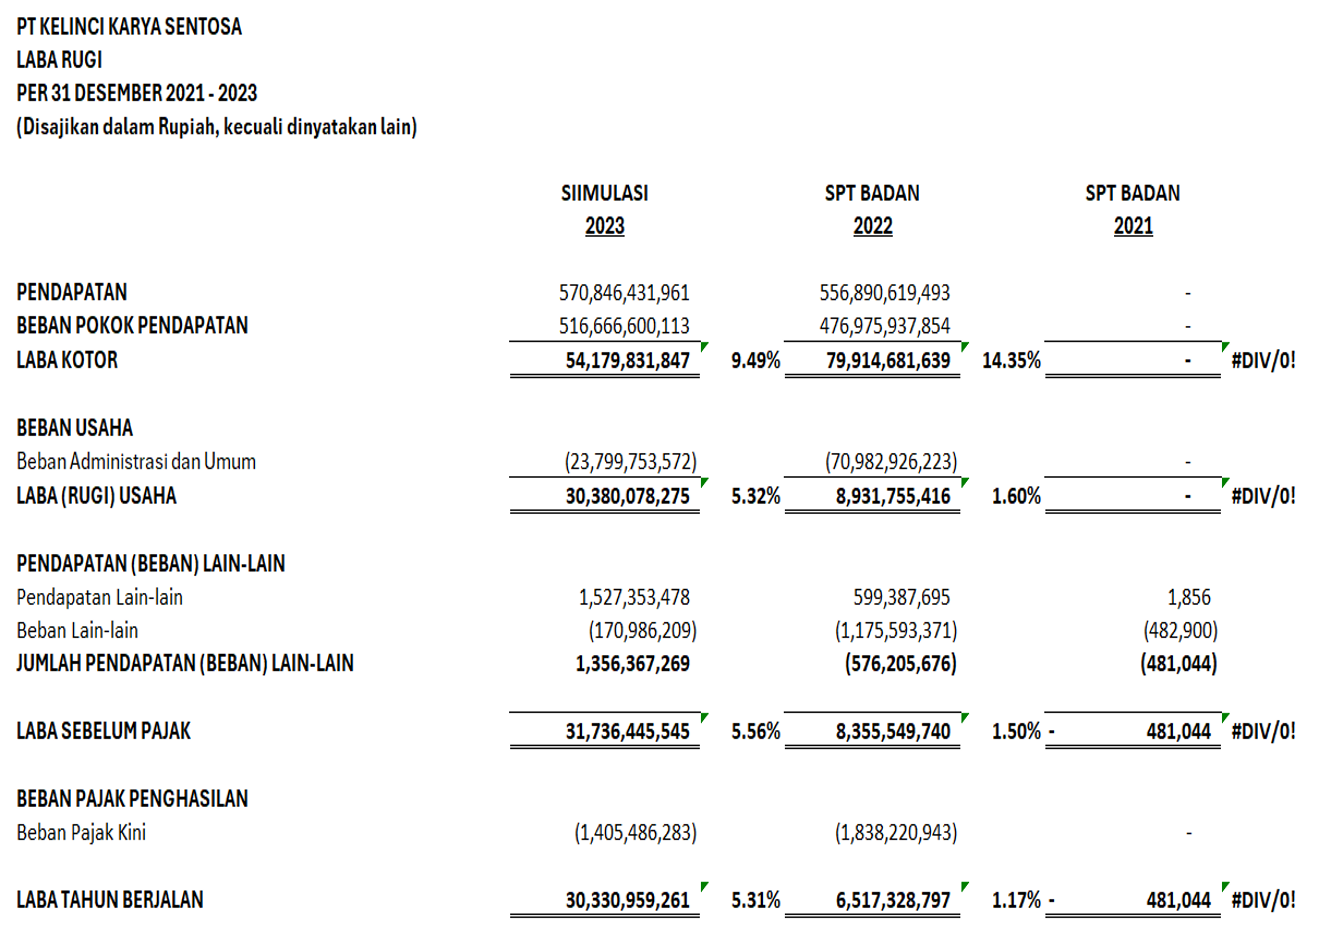 PT KELINCI KARYA SENTOSA
LABA RUGI
PER 31 DESEMBER 2021 - 2023
(Disajikan dalam Rupiah, kecuali dinyatakan lain)
SIIMULASI SPT BADAN SPT BADAN
2023 2022 2021
PENDAPATAN 570,846,431,961 556,890,619,493 -
BEBAN POKOK PENDAPATAN 516,666,600,113 476,975,937,854 -
LABA KOTOR 54,179,831,847 9.49% 79,914,681,639 14.35% - #DIV/0!
BEBAN USAHA
Beban Administrasi dan Umum (23,799,753,572) (70,982,926,223) -
LABA (RUGI) USAHA 30,380,078,275 5.32% 8,931,755,416 1.60% - #DIV/0!
PENDAPATAN (BEBAN) LAIN-LAIN
Pendapatan Lain-lain 1,527,353,478 599,387,695 1,856
Beban Lain-lain (170,986,209) (1,175,593,371) (482,900)
JUMLAH PENDAPATAN (BEBAN) LAIN-LAIN 1,356,367,269 (576,205,676) (481,044)
LABA SEBELUM PAJAK 31,736,445,545 5.56% 8,355,549,740 1.50% - 481,044 #DIV/0!
BEBAN PAJAK PENGHASILAN
Beban Pajak Kini (1,405,486,283) (1,838,220,943) -
LABA TAHUN BERJALAN 30,330,959,261 5.31% 6,517,328,797 1.17% - 481,044 #DIV/0!